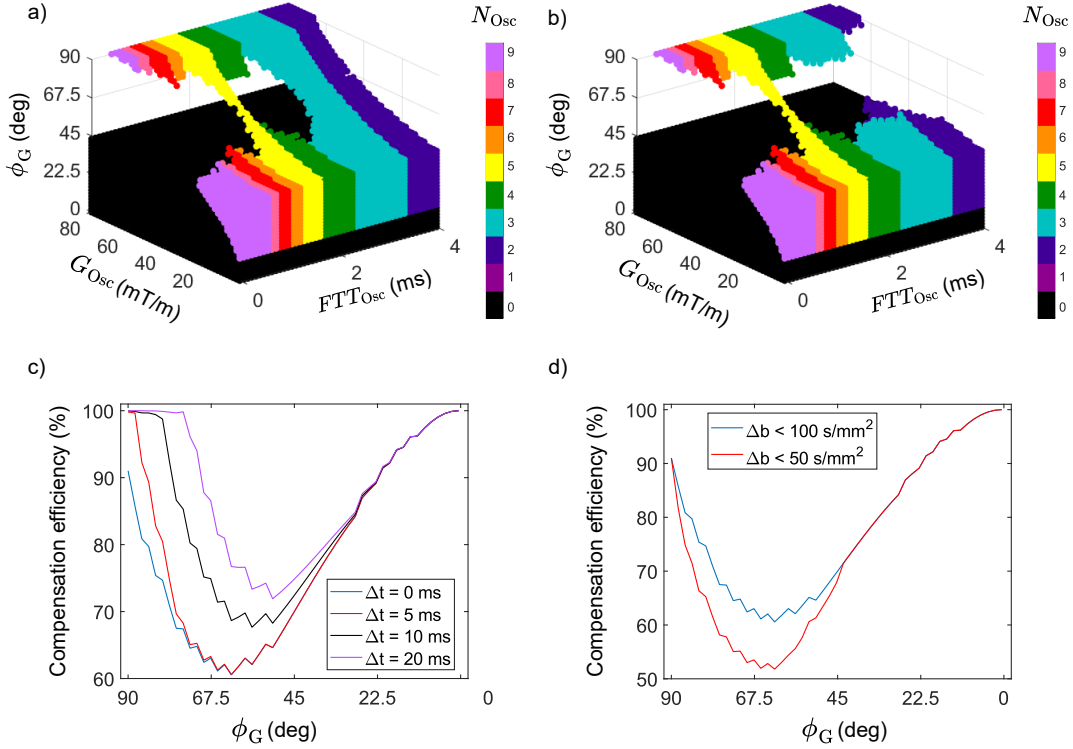 a)
N_Osc
b)
N_Osc
90
67.5
45
22.5
0
80
60
40
20
0
2
4
ϕ_G (deg)
G_Osc (mT/m)
FTT_Osc (ms)
9
8
7
6
5
4
3
2
1
0
90
67.5
45
22.5
0
80
60
40
20
0
2
4
ϕ_G (deg)
G_Osc (mT/m)
FTT_Osc (ms)
9
8
7
6
5
4
3
2
1
0
c)
Compensation efficiency (%)
100
90
80
70
60
90
67.5
45
22.5
0
ϕ_G (deg)
Δt = 0 ms
Δt = 5 ms
Δt = 10 ms
Δt = 20 ms
d)
Compensation efficiency (%)
100
90
80
70
60
50
90
67.5
45
22.5
0
ϕ_G (deg)
Δb < 100 s/mm²
Δb < 50 s/mm²